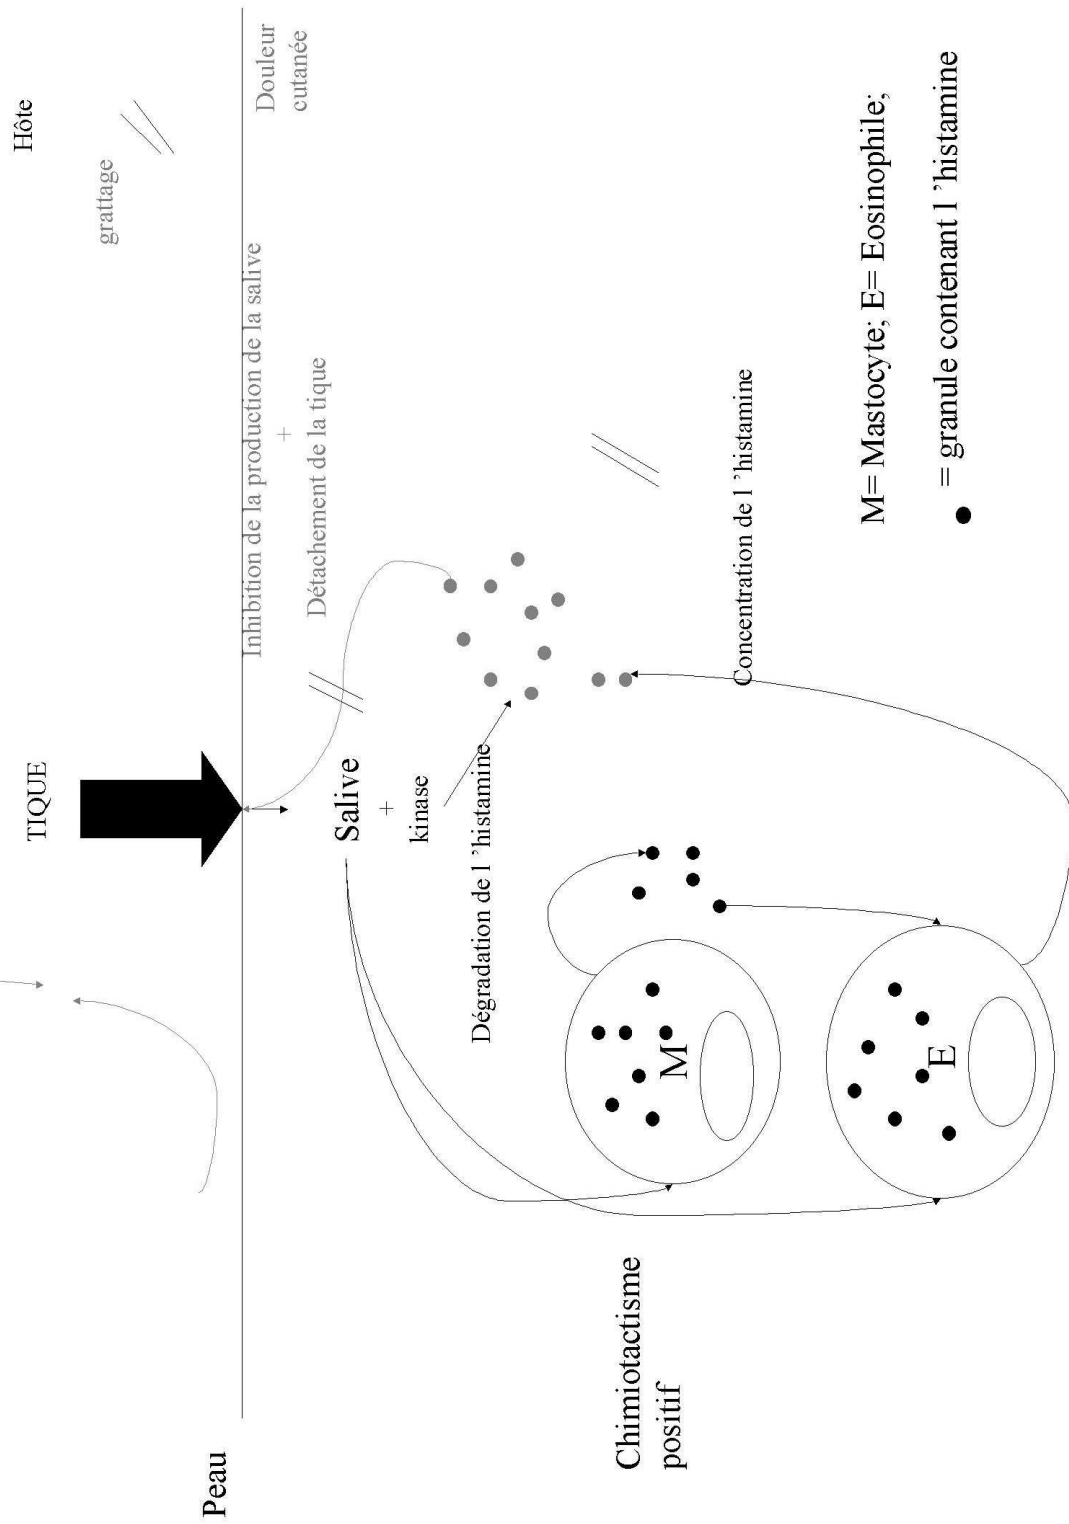 Hôte
grattage
TIQUE
Peau
Douleur
cutanée
Inhibition de la production de la salive
+
Détachement de la tique
Salive
+
kinase
Dégradation de l ’histamine
Concentration de l ’histamine
Chimiotactisme
positif
M
E
M= Mastocyte; E= Eosinophile;
= granule contenant l ’histamine